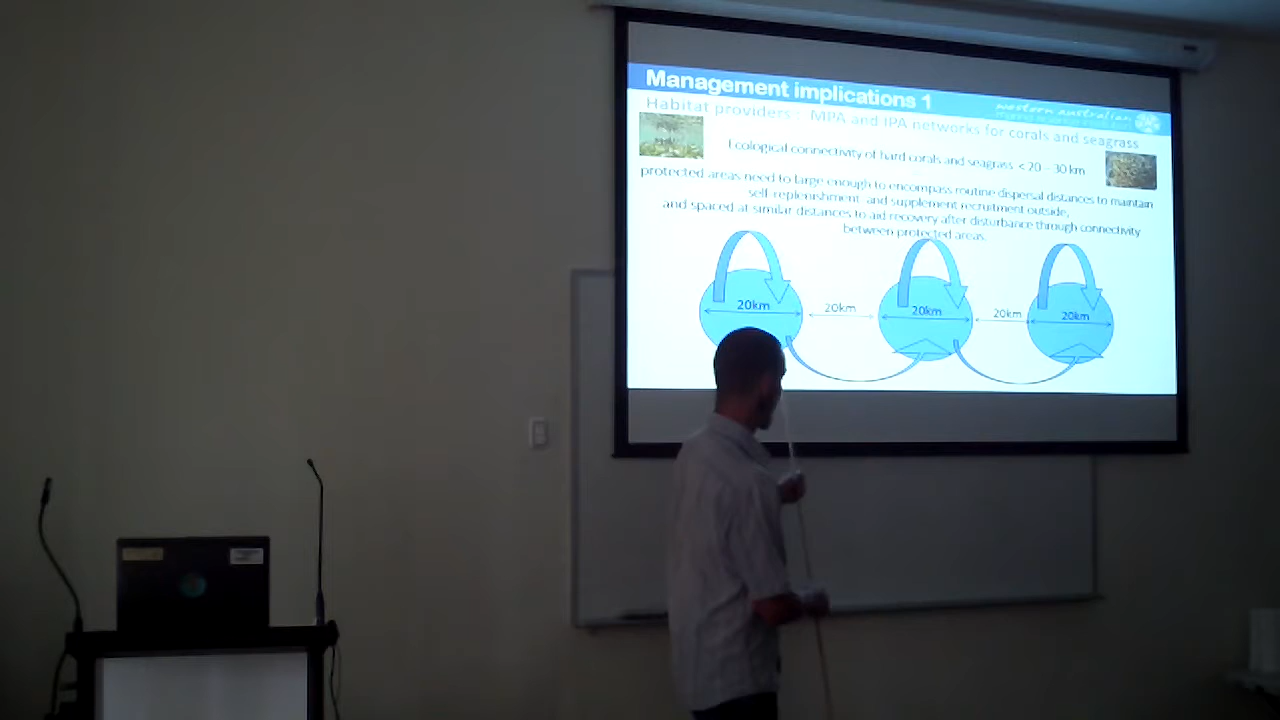 Management implications 1
western australian
Habitat providers : MPA and IPA networks for corals and seagrass
Ecological connectivity of hard corals and seagrass < 20 - 30 km
protected areas need to large enough to encompass routine dispersal distances to maintain
self-replenishment and supplement recruitment outside,
and spaced at similar distances to aid recovery after disturbance through connectivity
between protected areas.
20km 20km 20km 20km 20km